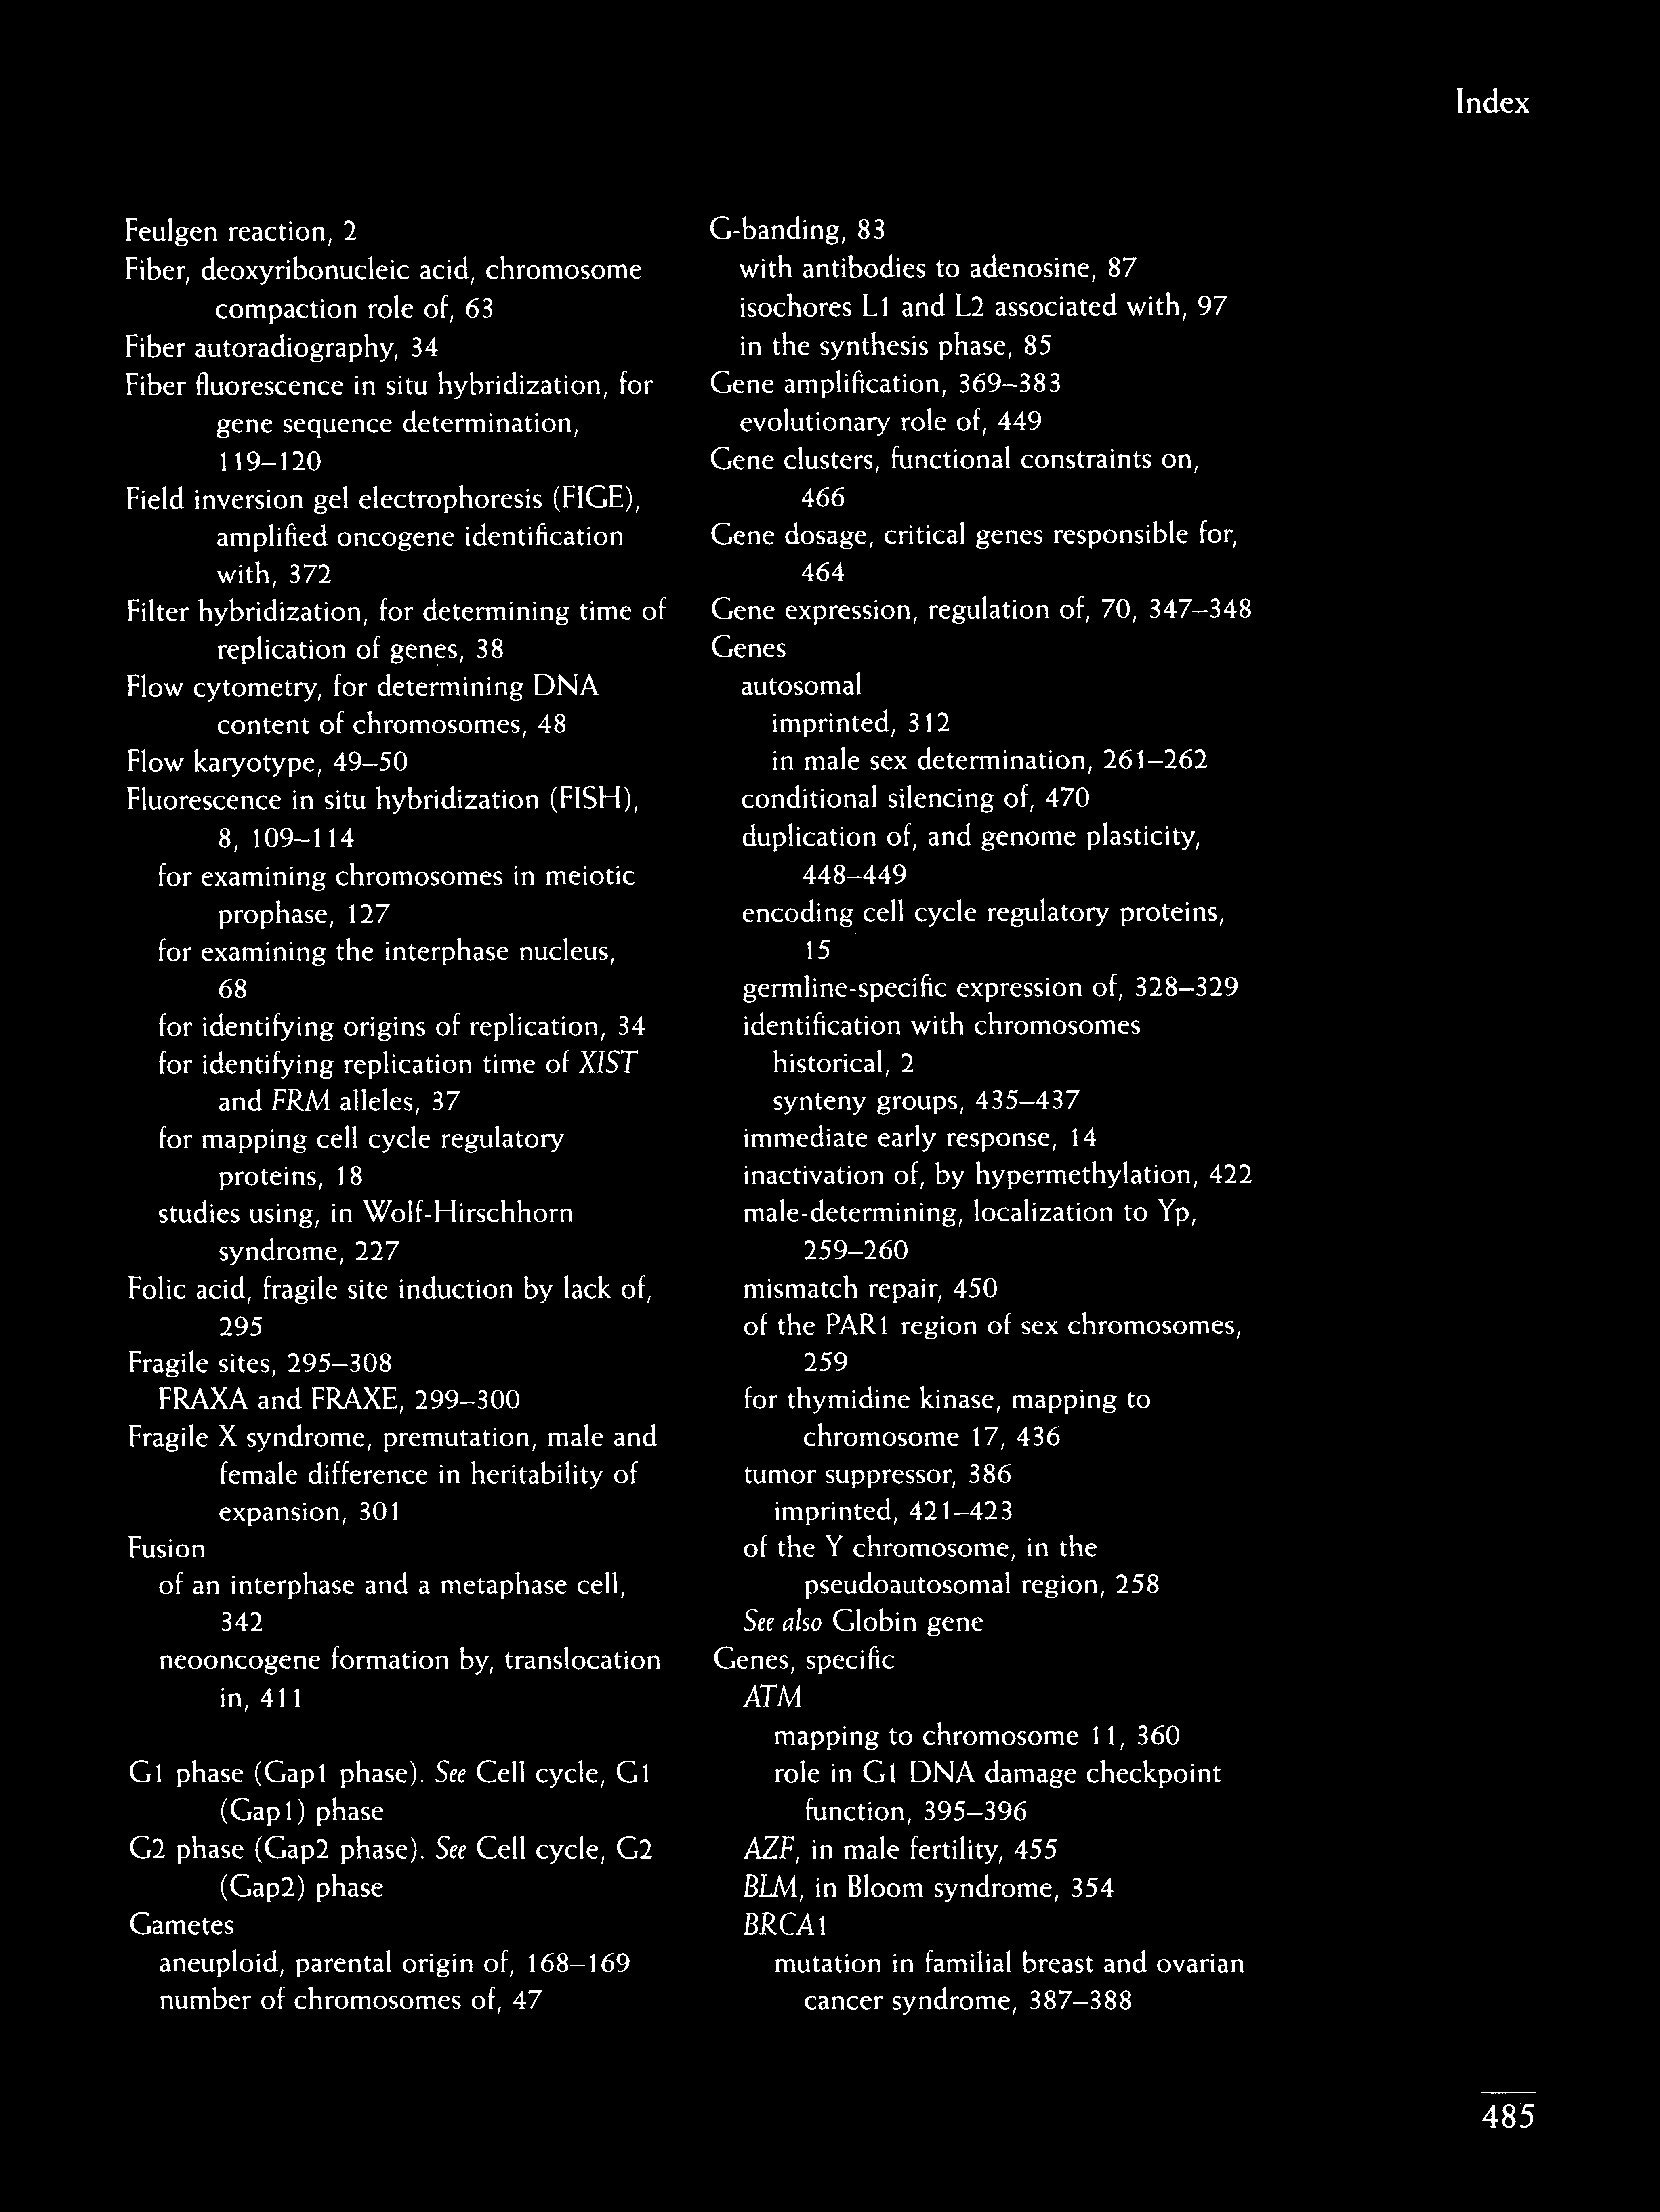 Index
Feulgen reaction, 2
Fiber, deoxyribonucleic acid, chromosome
compaction role of, 63
Fiber autoradiography, 34
Fiber fluorescence in situ hybridization, for
gene sequence determination,
119–120
Field inversion gel electrophoresis (FIGE),
amplified oncogene identification
with, 372
Filter hybridization, for determining time of
replication of genes, 38
Flow cytometry, for determining DNA
content of chromosomes, 48
Flow karyotype, 49–50
Fluorescence in situ hybridization (FISH),
8, 109–114
for examining chromosomes in meiotic
prophase, 127
for examining the interphase nucleus,
68
for identifying origins of replication, 34
for identifying replication time of XIST
and FRM alleles, 37
for mapping cell cycle regulatory
proteins, 18
studies using, in Wolf-Hirschhorn
syndrome, 227
Folic acid, fragile site induction by lack of,
295
Fragile sites, 295–308
FRAXA and FRAXE, 299–300
Fragile X syndrome, premutation, male and
female difference in heritability of
expansion, 301
Fusion
of an interphase and a metaphase cell,
342
neooncogene formation by, translocation
in, 411
G1 phase (Gap1 phase). See Cell cycle, G1
(Gap1) phase
G2 phase (Gap2 phase). See Cell cycle, G2
(Gap2) phase
Gametes
aneuploid, parental origin of, 168–169
number of chromosomes of, 47
G-banding, 83
with antibodies to adenosine, 87
isochores L1 and L2 associated with, 97
in the synthesis phase, 85
Gene amplification, 369–383
evolutionary role of, 449
Gene clusters, functional constraints on,
466
Gene dosage, critical genes responsible for,
464
Gene expression, regulation of, 70, 347–348
Genes
autosomal
imprinted, 312
in male sex determination, 261–262
conditional silencing of, 470
duplication of, and genome plasticity,
448–449
encoding cell cycle regulatory proteins,
15
germline-specific expression of, 328–329
identification with chromosomes
historical, 2
synteny groups, 435–437
immediate early response, 14
inactivation of, by hypermethylation, 422
male-determining, localization to Yp,
259–260
mismatch repair, 450
of the PAR1 region of sex chromosomes,
259
for thymidine kinase, mapping to
chromosome 17, 436
tumor suppressor, 386
imprinted, 421–423
of the Y chromosome, in the
pseudoautosomal region, 258
See also Globin gene
Genes, specific
ATM
mapping to chromosome 11, 360
role in G1 DNA damage checkpoint
function, 395–396
AZF, in male fertility, 455
BLM, in Bloom syndrome, 354
BRCA1
mutation in familial breast and ovarian
cancer syndrome, 387–388
485